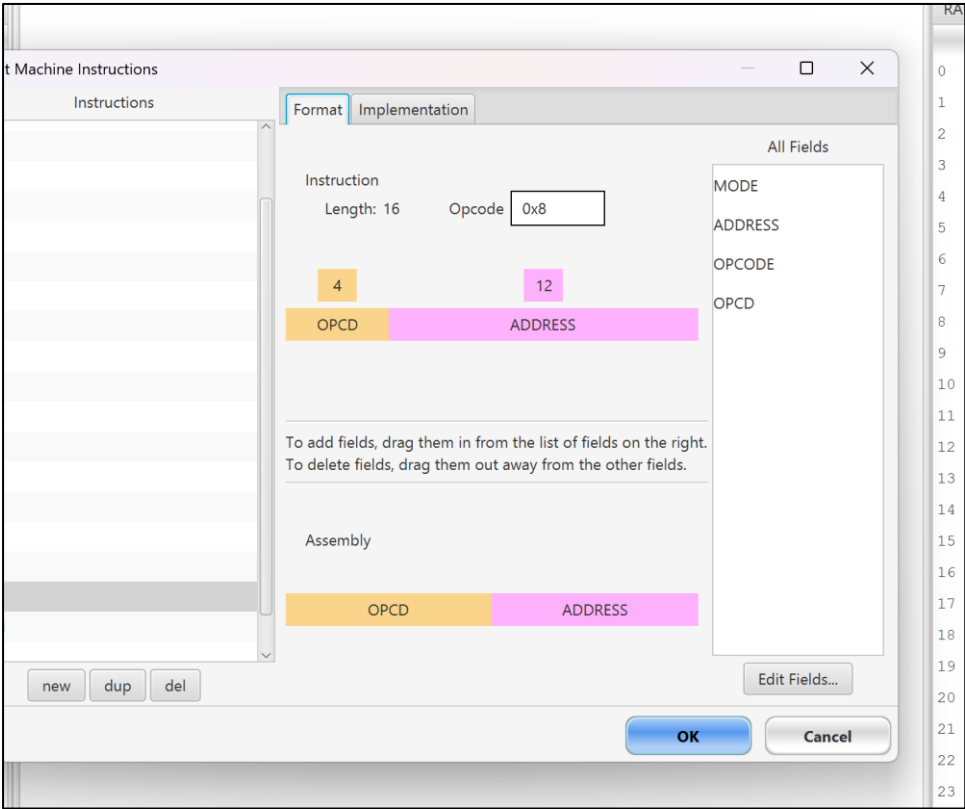 RA
t Machine Instructions
Instructions
Format
Implementation
All Fields
Instruction
Length: 16
Opcode
0x8
MODE
ADDRESS
OPCODE
OPCD
4
12
OPCD
ADDRESS
To add fields, drag them in from the list of fields on the right.
To delete fields, drag them out away from the other fields.
Assembly
OPCD
ADDRESS
new
dup
del
Edit Fields...
OK
Cancel
0
1
2
3
4
5
6
7
8
9
10
11
12
13
14
15
16
17
18
19
20
21
22
23